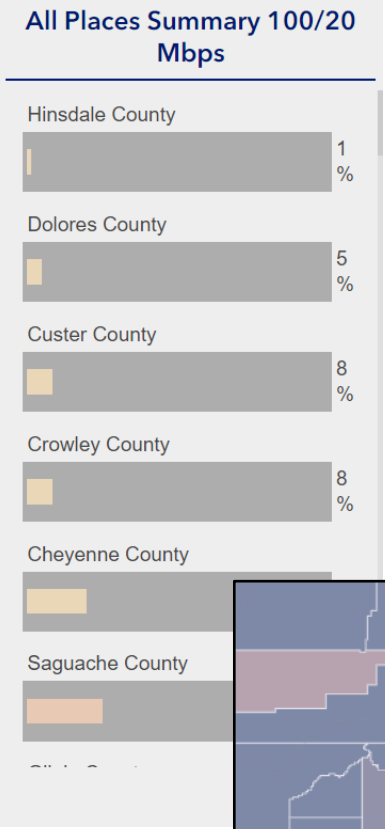 All Places Summary 100/20
Mbps
Hinsdale County
1
%
Dolores County
5
%
Custer County
8
%
Crowley County
8
%
Cheyenne County
Saguache County